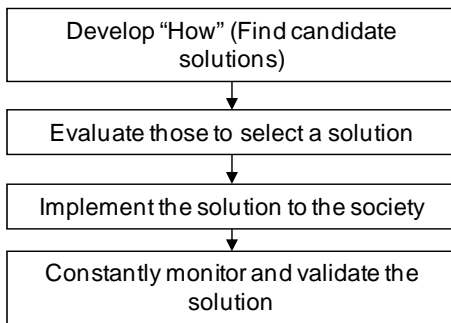 Develop “How” (Find candidate
solutions)
Evaluate those to select a solution
Implement the solution to the society
Constantly monitor and validate the
solution